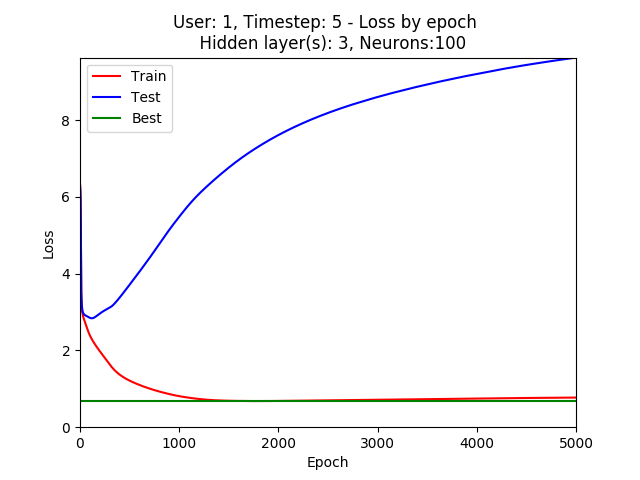 User: 1, Timestep: 5 - Loss by epoch
Hidden layer(s): 3, Neurons:100
Train
Test
Best
8
6
4
2
0
Loss
0
1000
2000
3000
4000
5000
Epoch